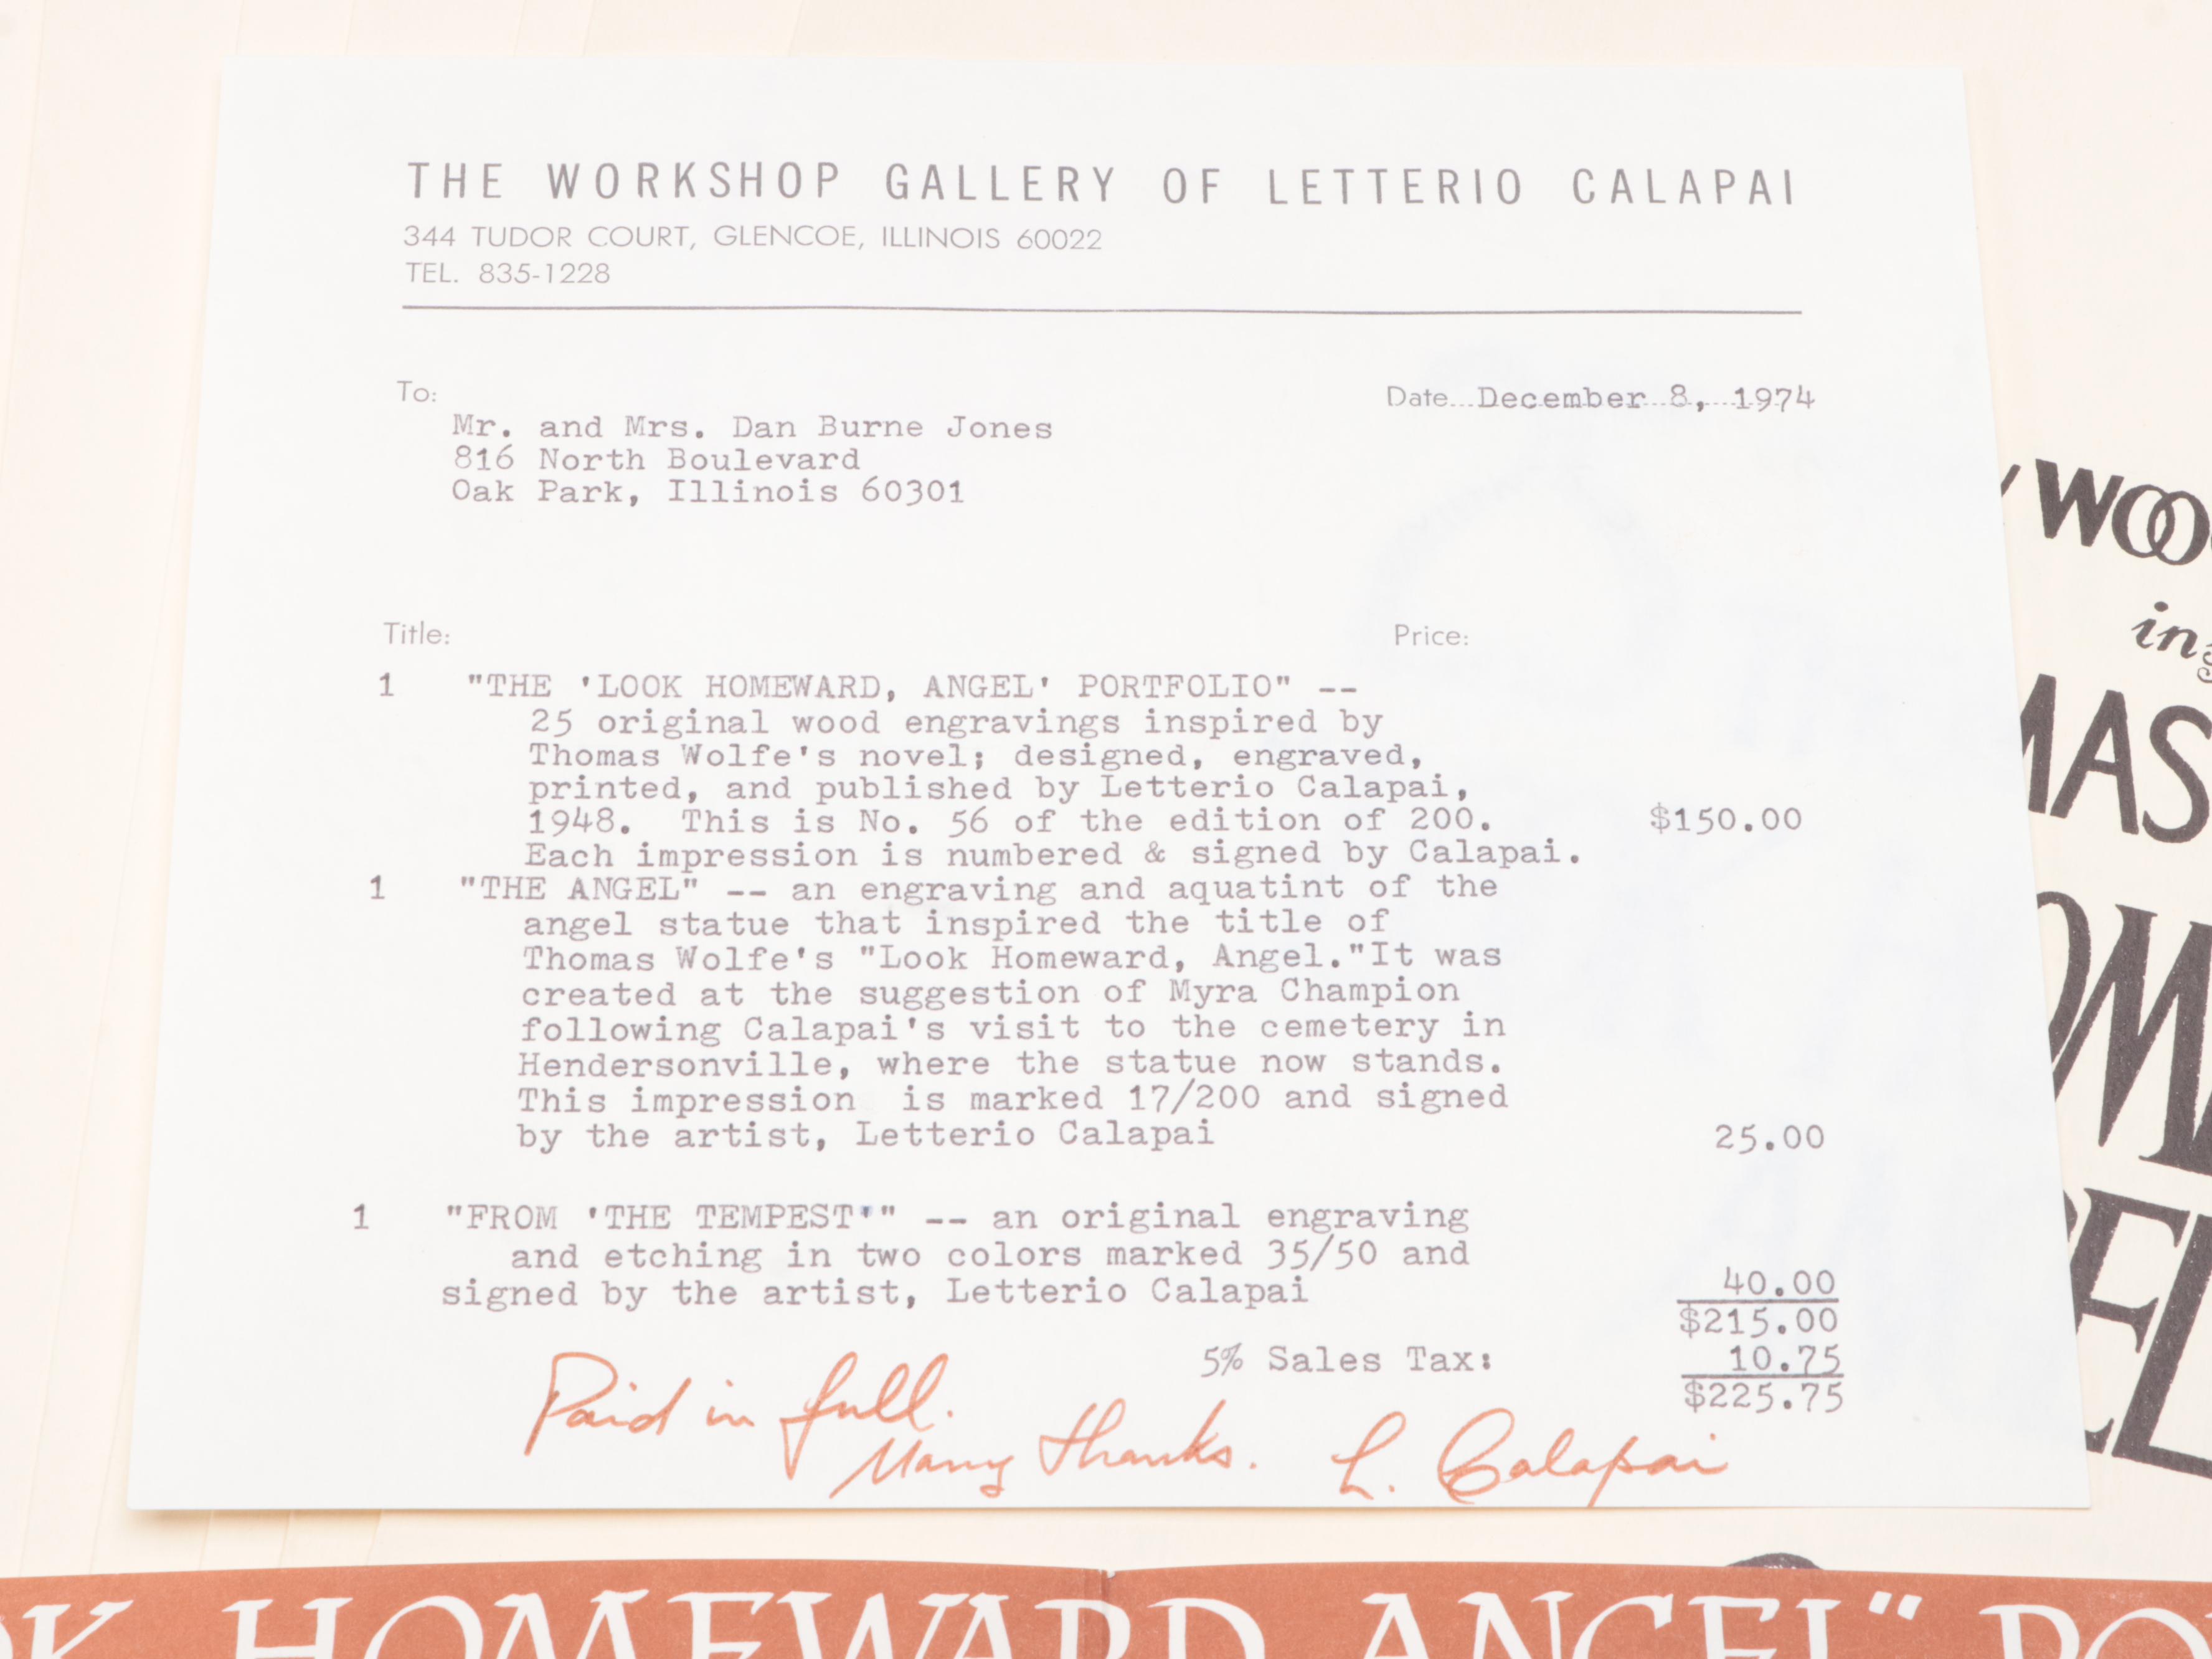 THE WORKSHOP GALLERY OF LETTERIO CALAPAI
344 TUDOR COURT, GLENCOE, ILLINOIS 60022
TEL. 835-1228
To:
Date...December 8, 1974
Mr. and Mrs. Dan Burne Jones
816 North Boulevard
Oak Park, Illinois 60301
Title: Price:
1 "THE 'LOOK HOMEWARD, ANGEL' PORTFOLIO" --
25 original wood engravings inspired by
Thomas Wolfe's novel; designed, engraved,
printed, and published by Letterio Calapai,
1948. This is No. 56 of the edition of 200. $150.00
Each impression is numbered & signed by Calapai.
1 "THE ANGEL" -- an engraving and aquatint of the
angel statue that inspired the title of
Thomas Wolfe's "Look Homeward, Angel."It was
created at the suggestion of Myra Champion
following Calapai's visit to the cemetery in
Hendersonville, where the statue now stands.
This impression is marked 17/200 and signed
by the artist, Letterio Calapai 25.00
1 "FROM 'THE TEMPEST'" -- an original engraving
and etching in two colors marked 35/50 and
signed by the artist, Letterio Calapai 40.00
$215.00
5% Sales Tax: 10.75
$225.75
Paid in full.
Many thanks. L. Calapai
WOO
ins
MAS
OM
EL
OK HOMEWARD ANGEL" PO